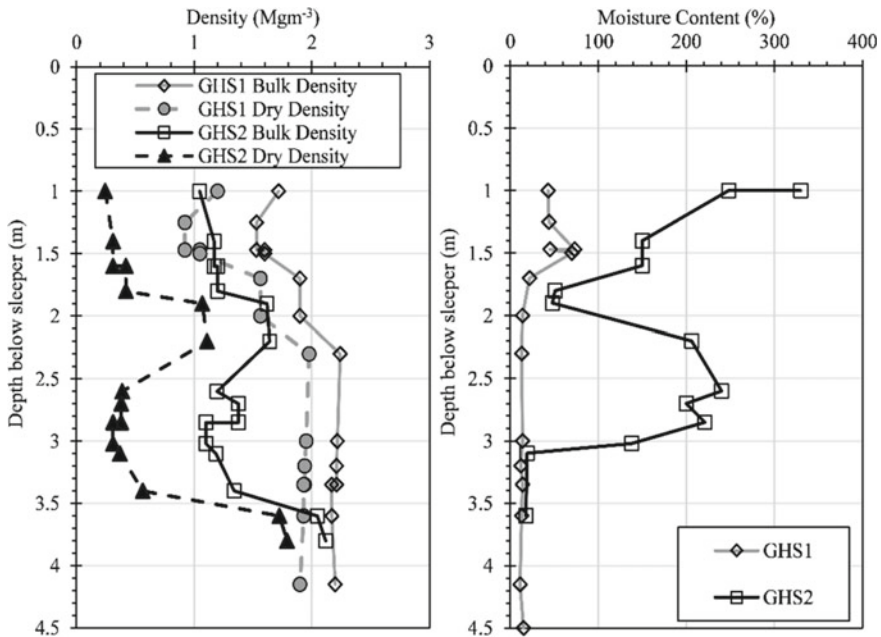 Density (Mgm-3)
0 1 2 3
0
0.5
1
1.5
2
2.5
3
3.5
4
4.5
Depth below sleeper (m)
GHS1 Bulk Density
GHS1 Dry Density
GHS2 Bulk Density
GHS2 Dry Density
Moisture Content (%)
0 100 200 300 400
0
0.5
1
1.5
2
2.5
3
3.5
4
4.5
Depth below sleeper (m)
GHS1
GHS2